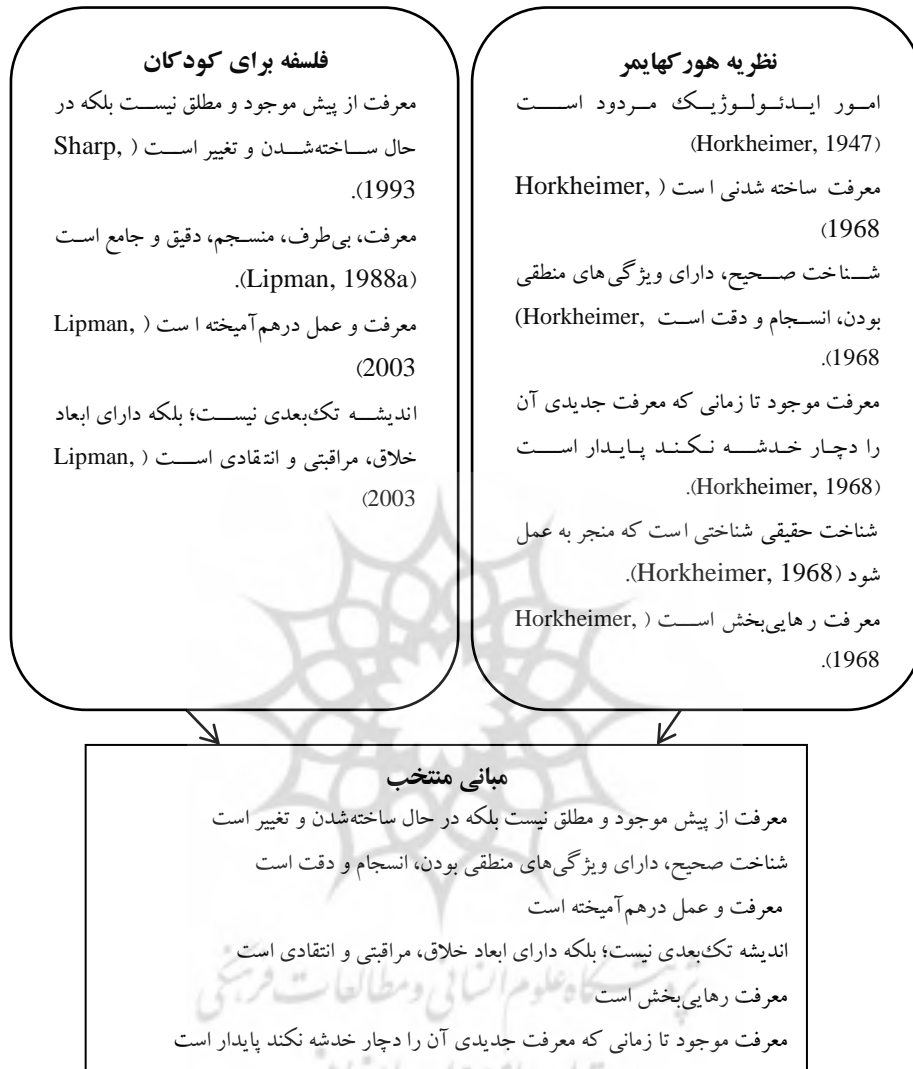 نظریه هورکهایمر
امور ایدئولوژیک مردود است
(Horkheimer, 1947)
معرفت ساخته شدنی است (Horkheimer,
1968)
شناخت صحیح، دارای ویژگی‌های منطقی
بودن، انسجام و دقت است (Horkheimer,
1968).
معرفت موجود تا زمانی که معرفت جدیدی آن
را دچار خدشه نکند پایدار است
(Horkheimer, 1968).
شناخت حقیقی شناختی است که منجر به عمل
شود (Horkheimer, 1968).
معرفت رهایی‌بخش است (Horkheimer,
1968).
فلسفه برای کودکان
معرفت از پیش موجود و مطلق نیست بلکه در
حال ساخته‌شدن و تغییر است (Sharp,
1993).
معرفت، بی‌طرف، منسجم، دقیق و جامع است
(Lipman, 1988a).
معرفت و عمل درهم‌آمیخته است (Lipman,
2003)
اندیشه تک‌بعدی نیست؛ بلکه دارای ابعاد
خلاق، مراقبتی و انتقادی است (Lipman,
2003)
مبانی منتخب
معرفت از پیش موجود و مطلق نیست بلکه در حال ساخته‌شدن و تغییر است
شناخت صحیح، دارای ویژگی‌های منطقی بودن، انسجام و دقت است
معرفت و عمل درهم‌آمیخته است
اندیشه تک‌بعدی نیست؛ بلکه دارای ابعاد خلاق، مراقبتی و انتقادی است
معرفت رهایی‌بخش است
معرفت موجود تا زمانی که معرفت جدیدی آن را دچار خدشه نکند پایدار است
پژوهشگاه علوم انسانی و مطالعات فرهنگی